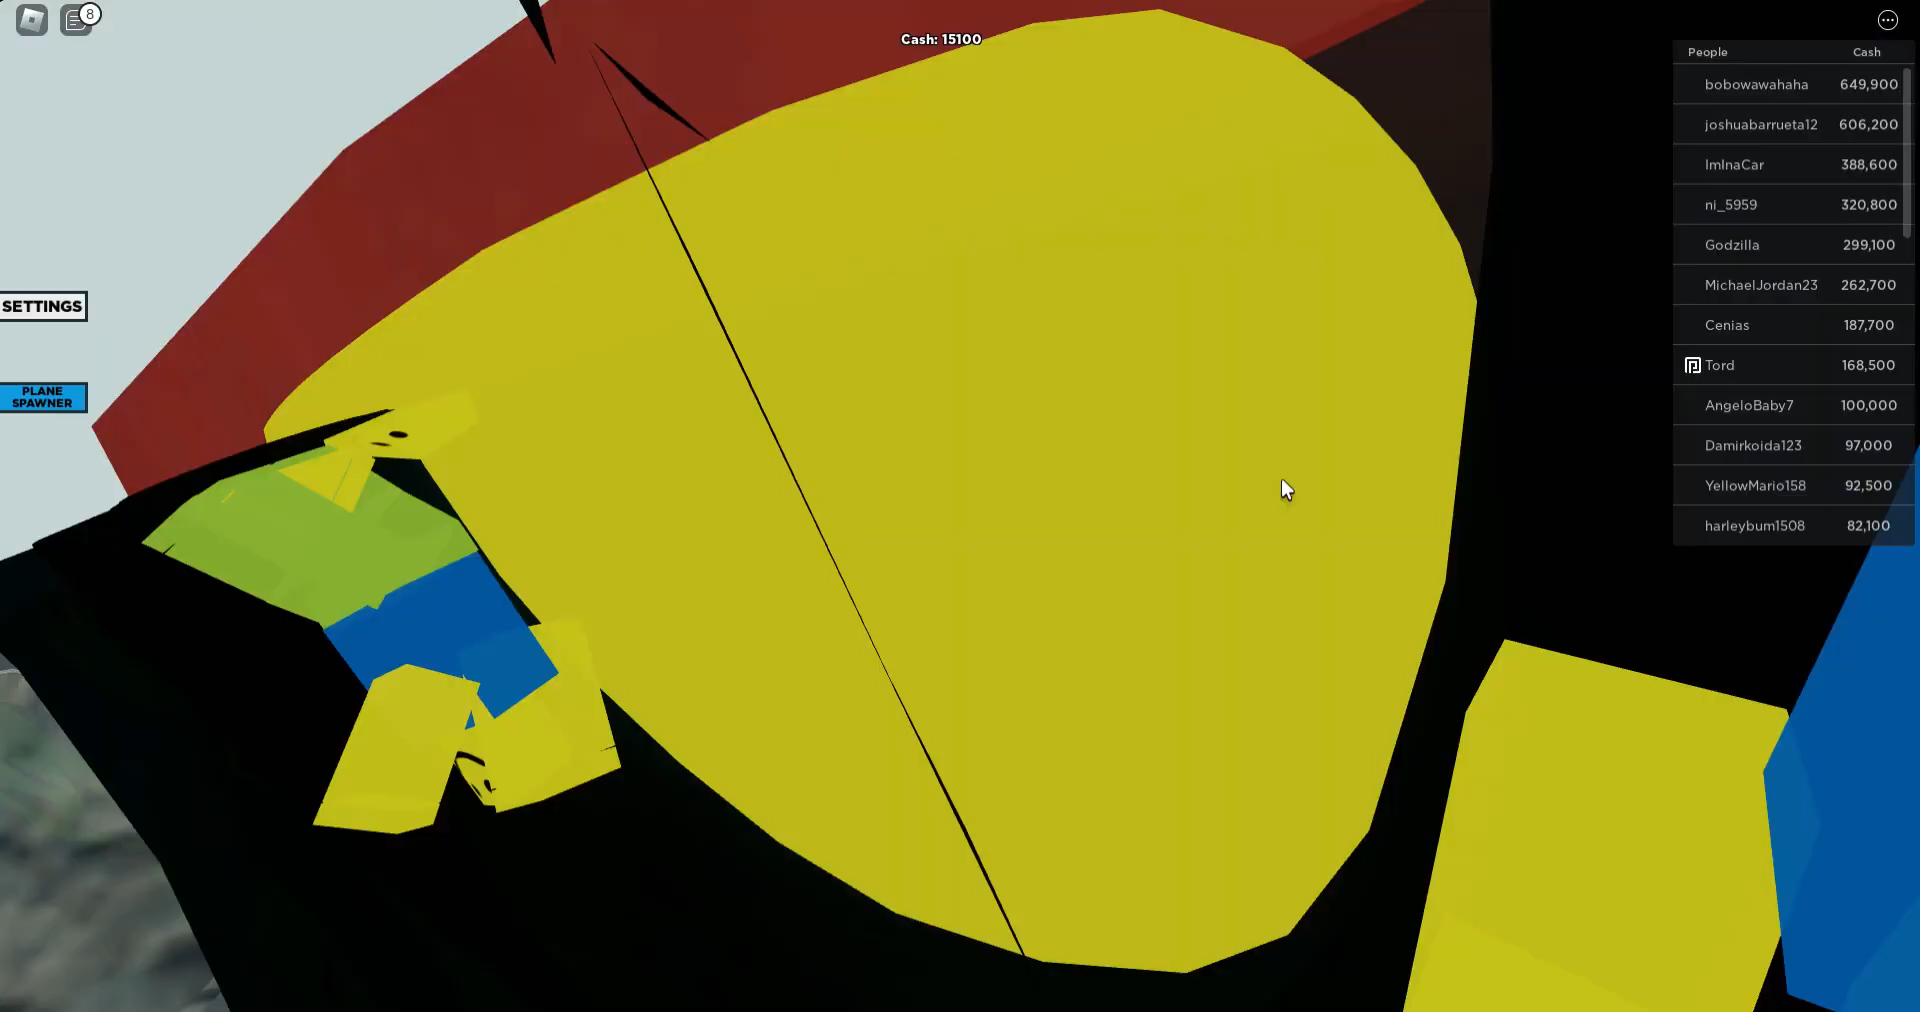 8
Cash: 15100
People Cash
bobowawahaha 649,900
joshuabarrueta12 606,200
ImInaCar 388,600
ni_5959 320,800
Godzilla 299,100
MichaelJordan23 262,700
Cenias 187,700
Tord 168,500
AngeloBaby7 100,000
Damirkoida123 97,000
YellowMario158 92,500
harleybum1508 82,100
SETTINGS
PLANE
SPAWNER